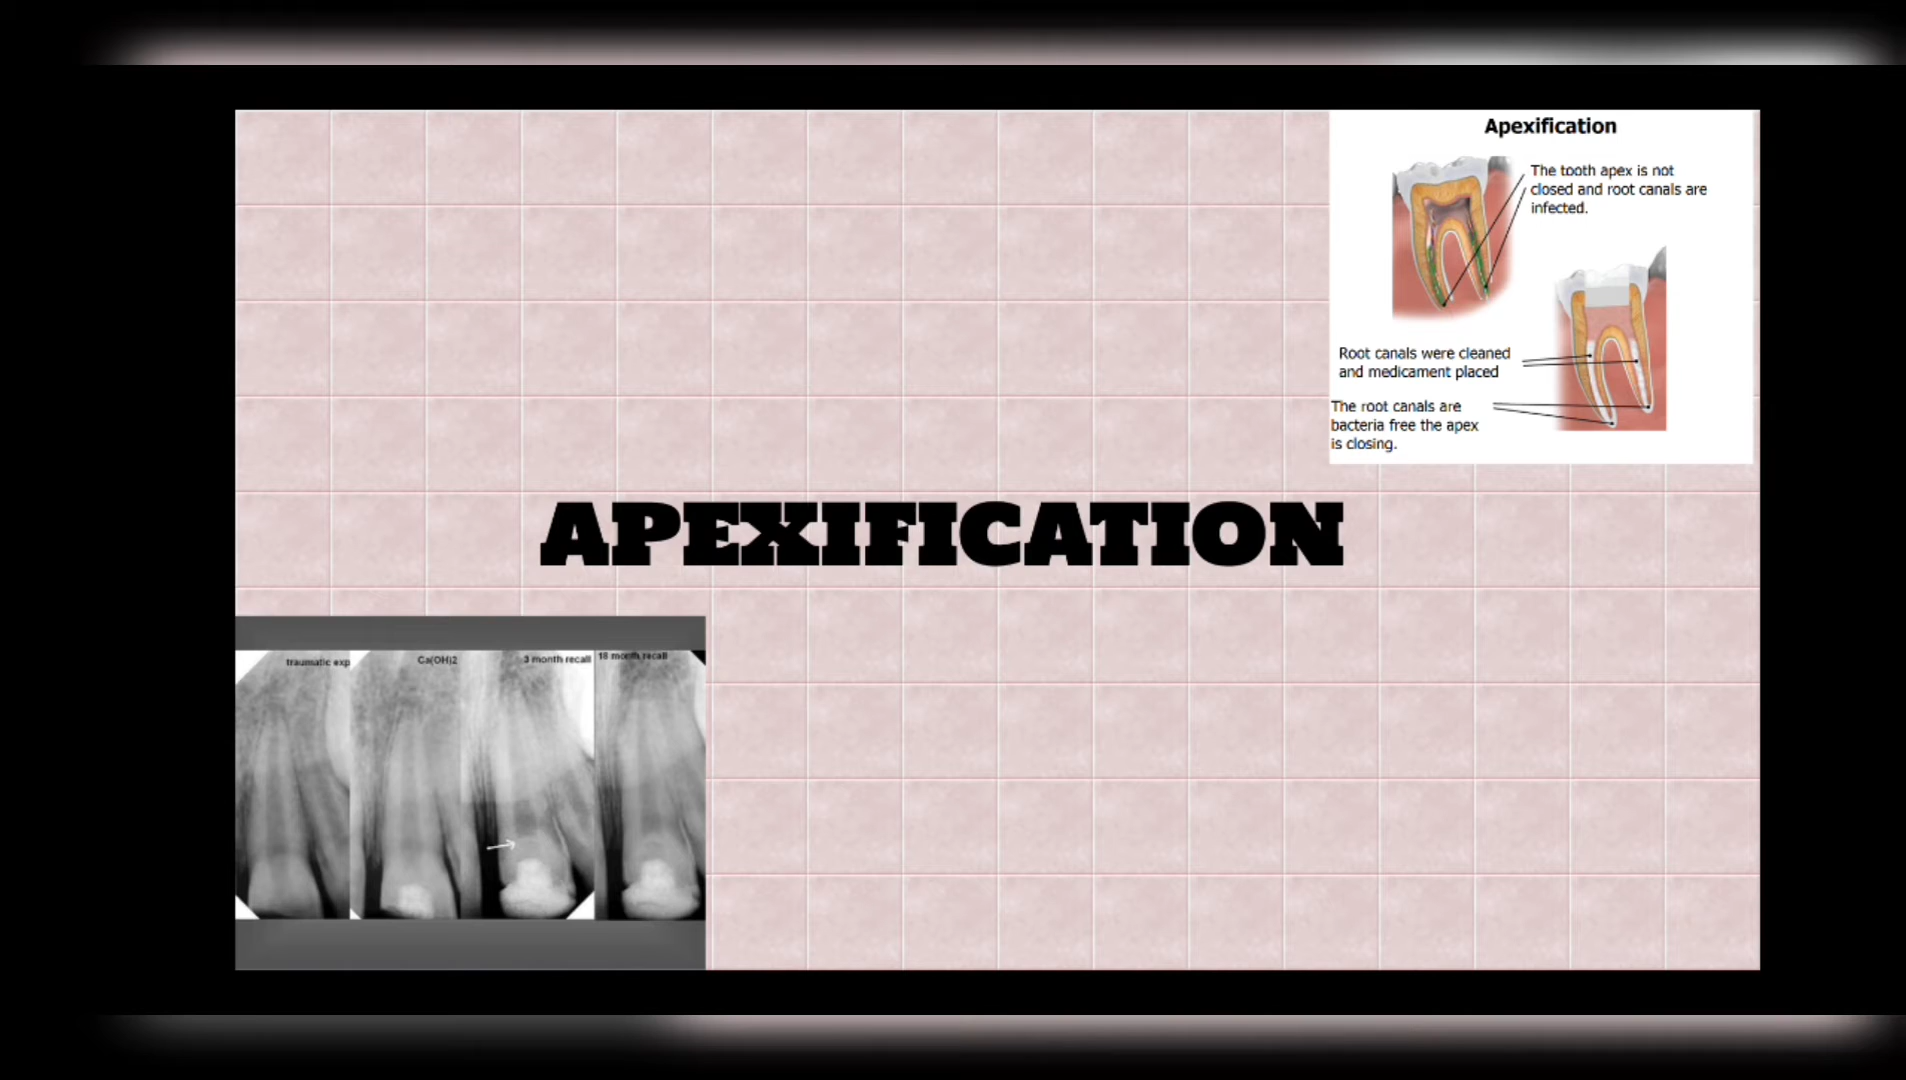 Apexification
The tooth apex is not
closed and root canals are
infected.
Root canals were cleaned
and medicament placed
The root canals are
bacteria free the apex
is closing.
APEXIFICATION
traumatic exp
Ca(OH)2
3 month recall
18 month recall